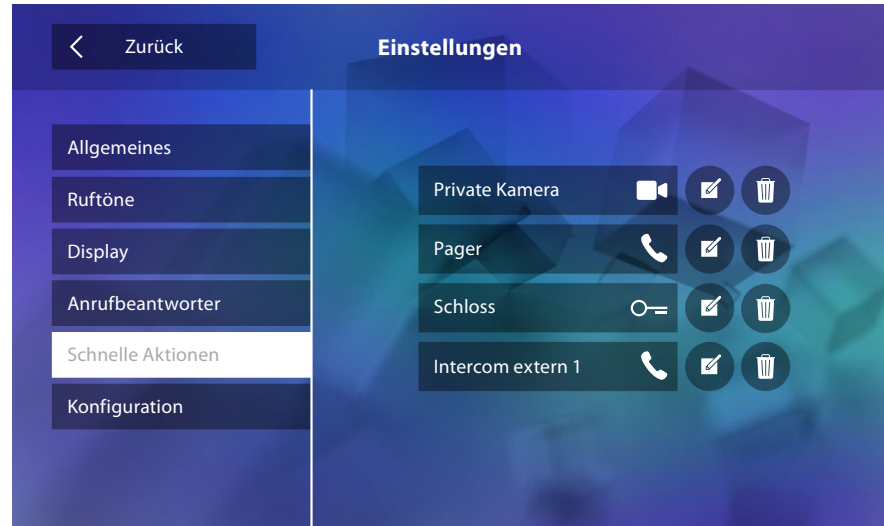 Zurück
Einstellungen
Allgemeines
Ruftöne
Display
Anrufbeantworter
Schnelle Aktionen
Konfiguration
Private Kamera
Pager
Schloss
Intercom extern 1